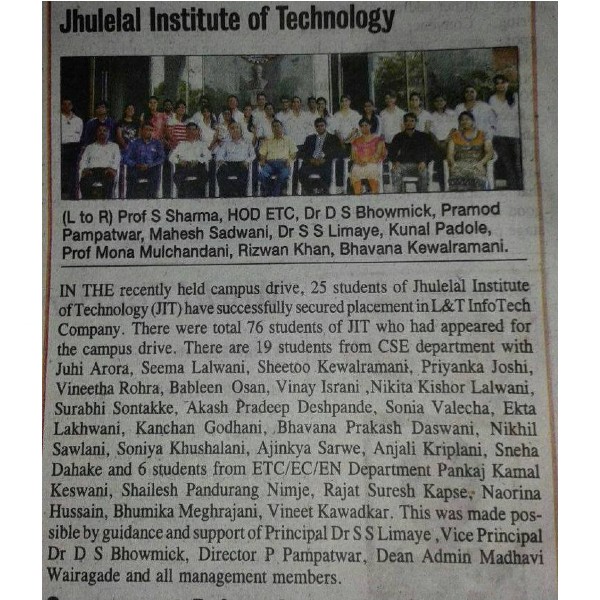 Jhulelal Institute of Technology
(L to R) Prof S Sharma, HOD ETC, Dr D S Bhowmick, Pramod
Pampatwar, Mahesh Sadwani, Dr S S Limaye, Kunal Padole,
Prof Mona Mulchandani, Rizwan Khan, Bhavana Kewalramani.
IN THE recently held campus drive, 25 students of Jhulelal Institute
of Technology (JIT) have successfully secured placement in L&T InfoTech
Company. There were total 76 students of JIT who had appeared for
the campus drive. There are 19 students from CSE department with
Juhi Arora, Seema Lalwani, Sheetoo Kewalramani, Priyanka Joshi,
Vineetha Rohra, Bableen Osan, Vinay Israni ,Nikita Kishor Lalwani,
Surabhi Sontakke, Akash Pradeep Deshpande, Sonia Valecha, Ekta
Lakhwani, Kanchan Godhani, Bhavana Prakash Daswani, Nikhil
Sawlani, Soniya Khushalani, Ajinkya Sarwe, Anjali Kriplani, Sneha
Dahake and 6 students from ETC/EC/EN Department Pankaj Kamal
Keswani, Shailesh Pandurang Nimje, Rajat Suresh Kapse, Naorina
Hussain, Bhumika Meghrajani, Vineet Kawadkar. This was made pos-
sible by guidance and support of Principal Dr S S Limaye ,Vice Principal
Dr D S Bhowmick, Director P Pampatwar, Dean Admin Madhavi
Wairagade and all management members.